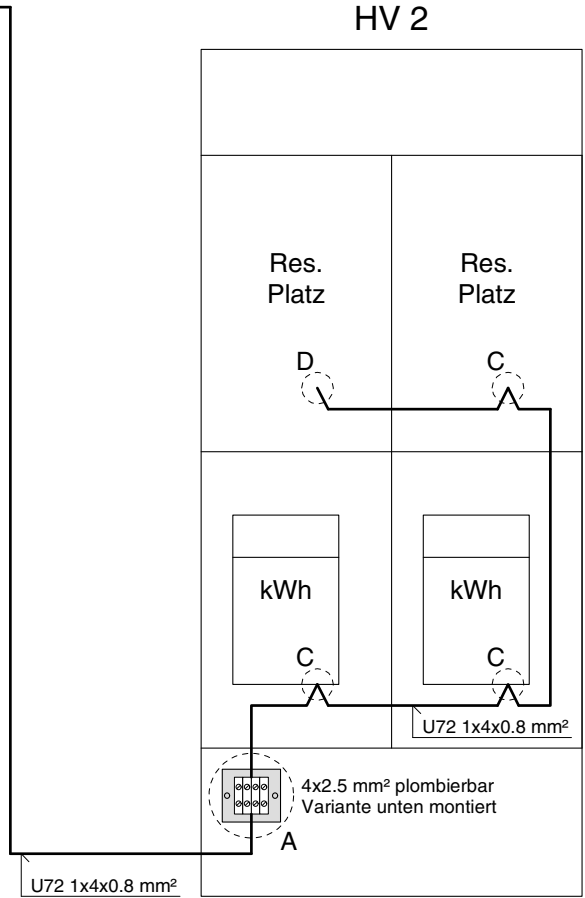 HV 2
Res.
Platz
Res.
Platz
D
C
kWh
kWh
C
C
U72 1x4x0.8 mm²
4x2.5 mm² plombierbar
Variante unten montiert
A
U72 1x4x0.8 mm²